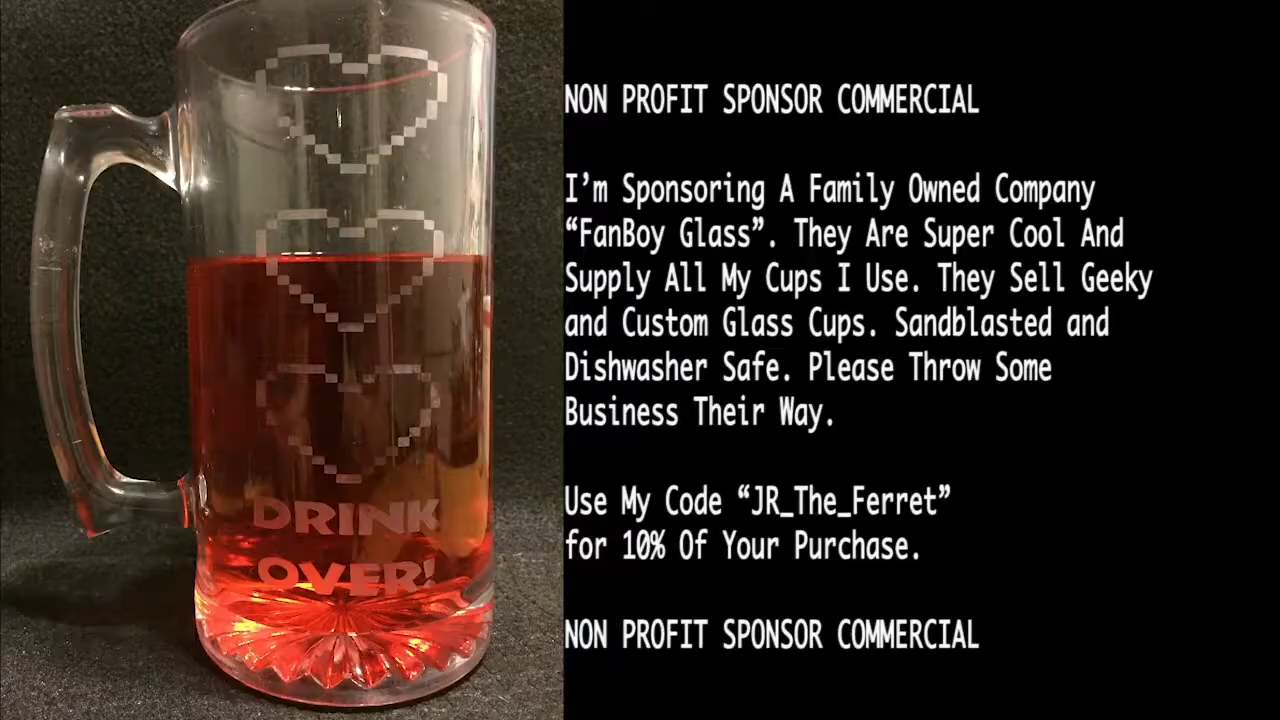 DRINK
OVER!
NON PROFIT SPONSOR COMMERCIAL
I’m Sponsoring A Family Owned Company
“FanBoy Glass”. They Are Super Cool And
Supply All My Cups I Use. They Sell Geeky
and Custom Glass Cups. Sandblasted and
Dishwasher Safe. Please Throw Some
Business Their Way.
Use My Code “JR_The_Ferret”
for 10% Of Your Purchase.
NON PROFIT SPONSOR COMMERCIAL